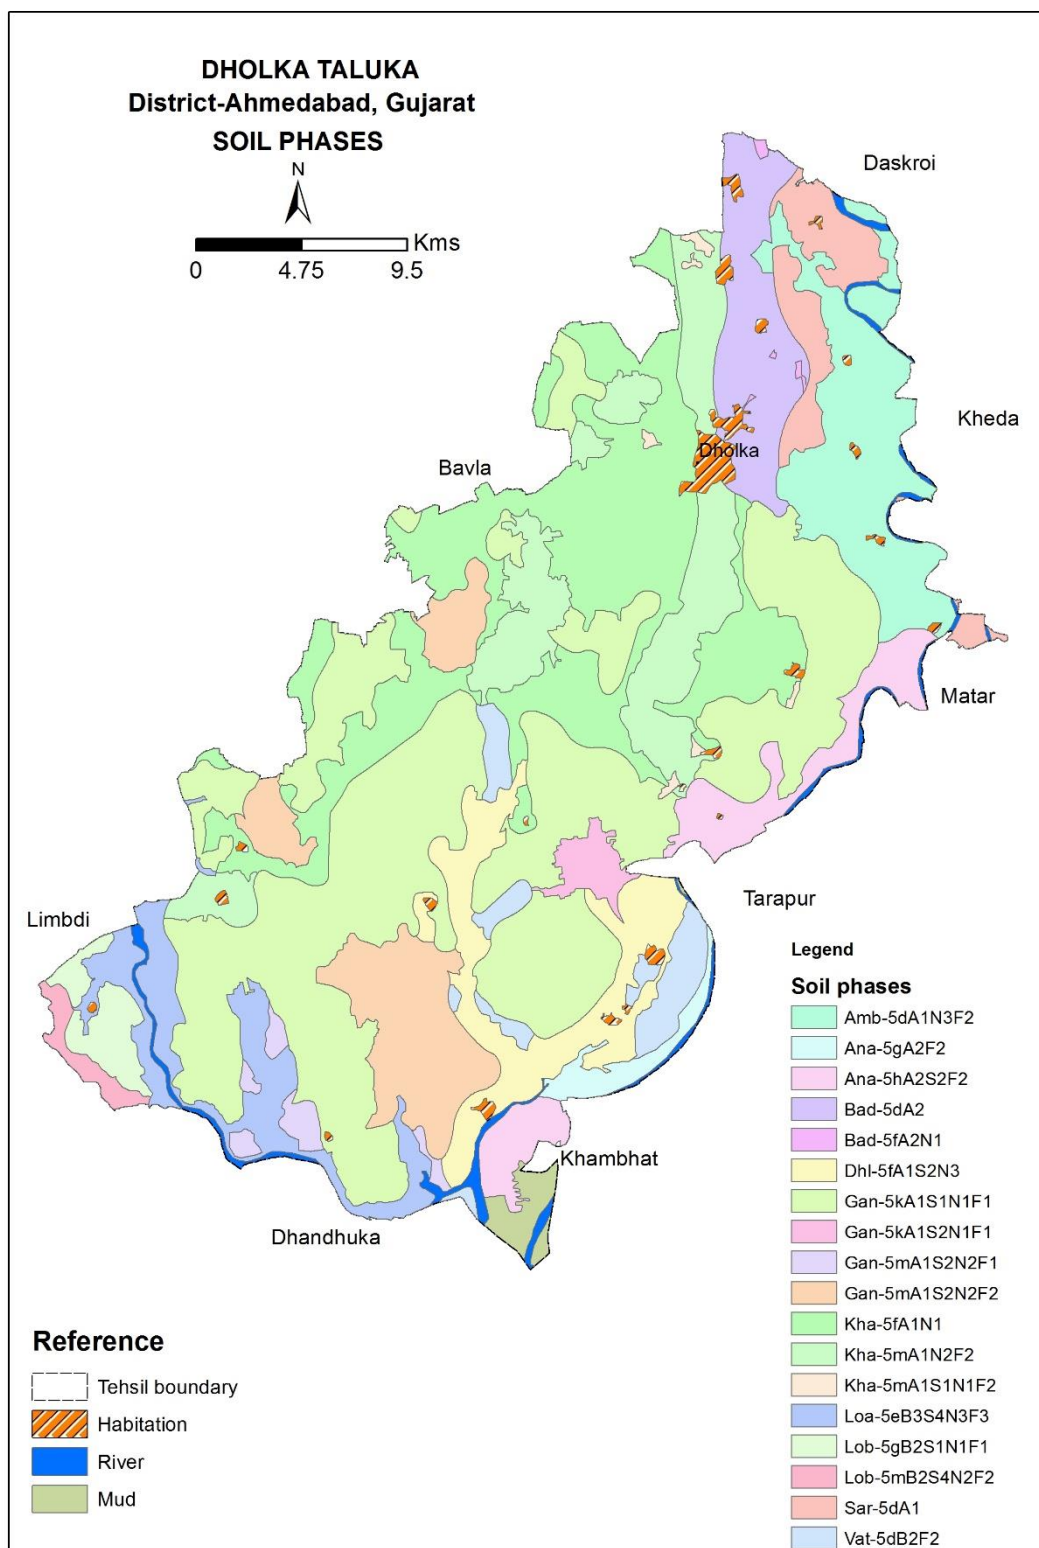 DHOLKA TALUKA
District-Ahmedabad, Gujarat
SOIL PHASES
N
Kms
0 4.75 9.5
Daskroi
Kheda
Dholka
Bavla
Matar
Tarapur
Limbdi
Khambhat
Dhandhuka
Legend
Soil phases
Amb-5dA1N3F2
Ana-5gA2F2
Ana-5hA2S2F2
Bad-5dA2
Bad-5fA2N1
Dhl-5fA1S2N3
Gan-5kA1S1N1F1
Gan-5kA1S2N1F1
Gan-5mA1S2N2F1
Gan-5mA1S2N2F2
Kha-5fA1N1
Kha-5mA1N2F2
Kha-5mA1S1N1F2
Loa-5eB3S4N3F3
Lob-5gB2S1N1F1
Lob-5mB2S4N2F2
Sar-5dA1
Vat-5dB2F2
Reference
Tehsil boundary
Habitation
River
Mud